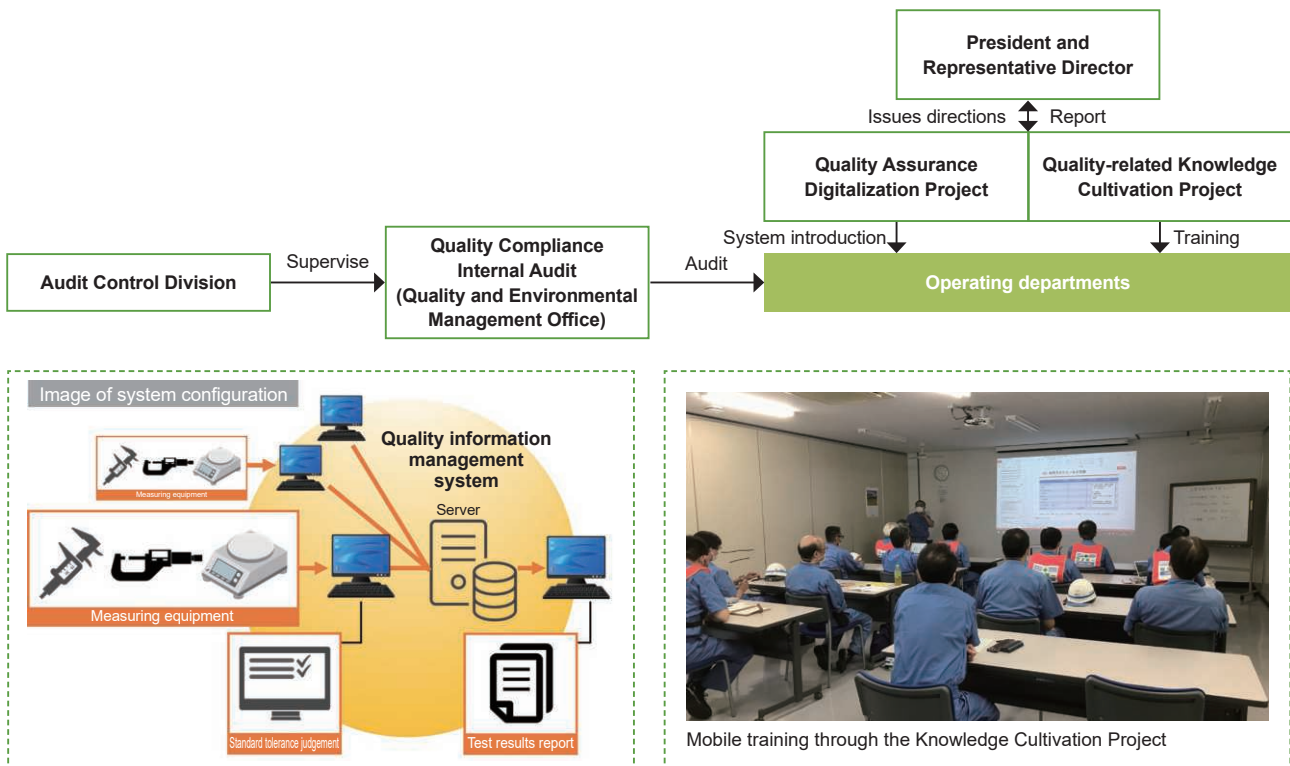 President and
Representative Director
Issues directions
Report
Quality Assurance
Digitalization Project
Quality-related Knowledge
Cultivation Project
System introduction
Training
Audit Control Division
Supervise
Quality Compliance
Internal Audit
(Quality and Environmental
Management Office)
Audit
Operating departments
Image of system configuration
Quality information
management
system
Server
Measuring equipment
Measuring equipment
Standard tolerance judgement
Test results report
Mobile training through the Knowledge Cultivation Project